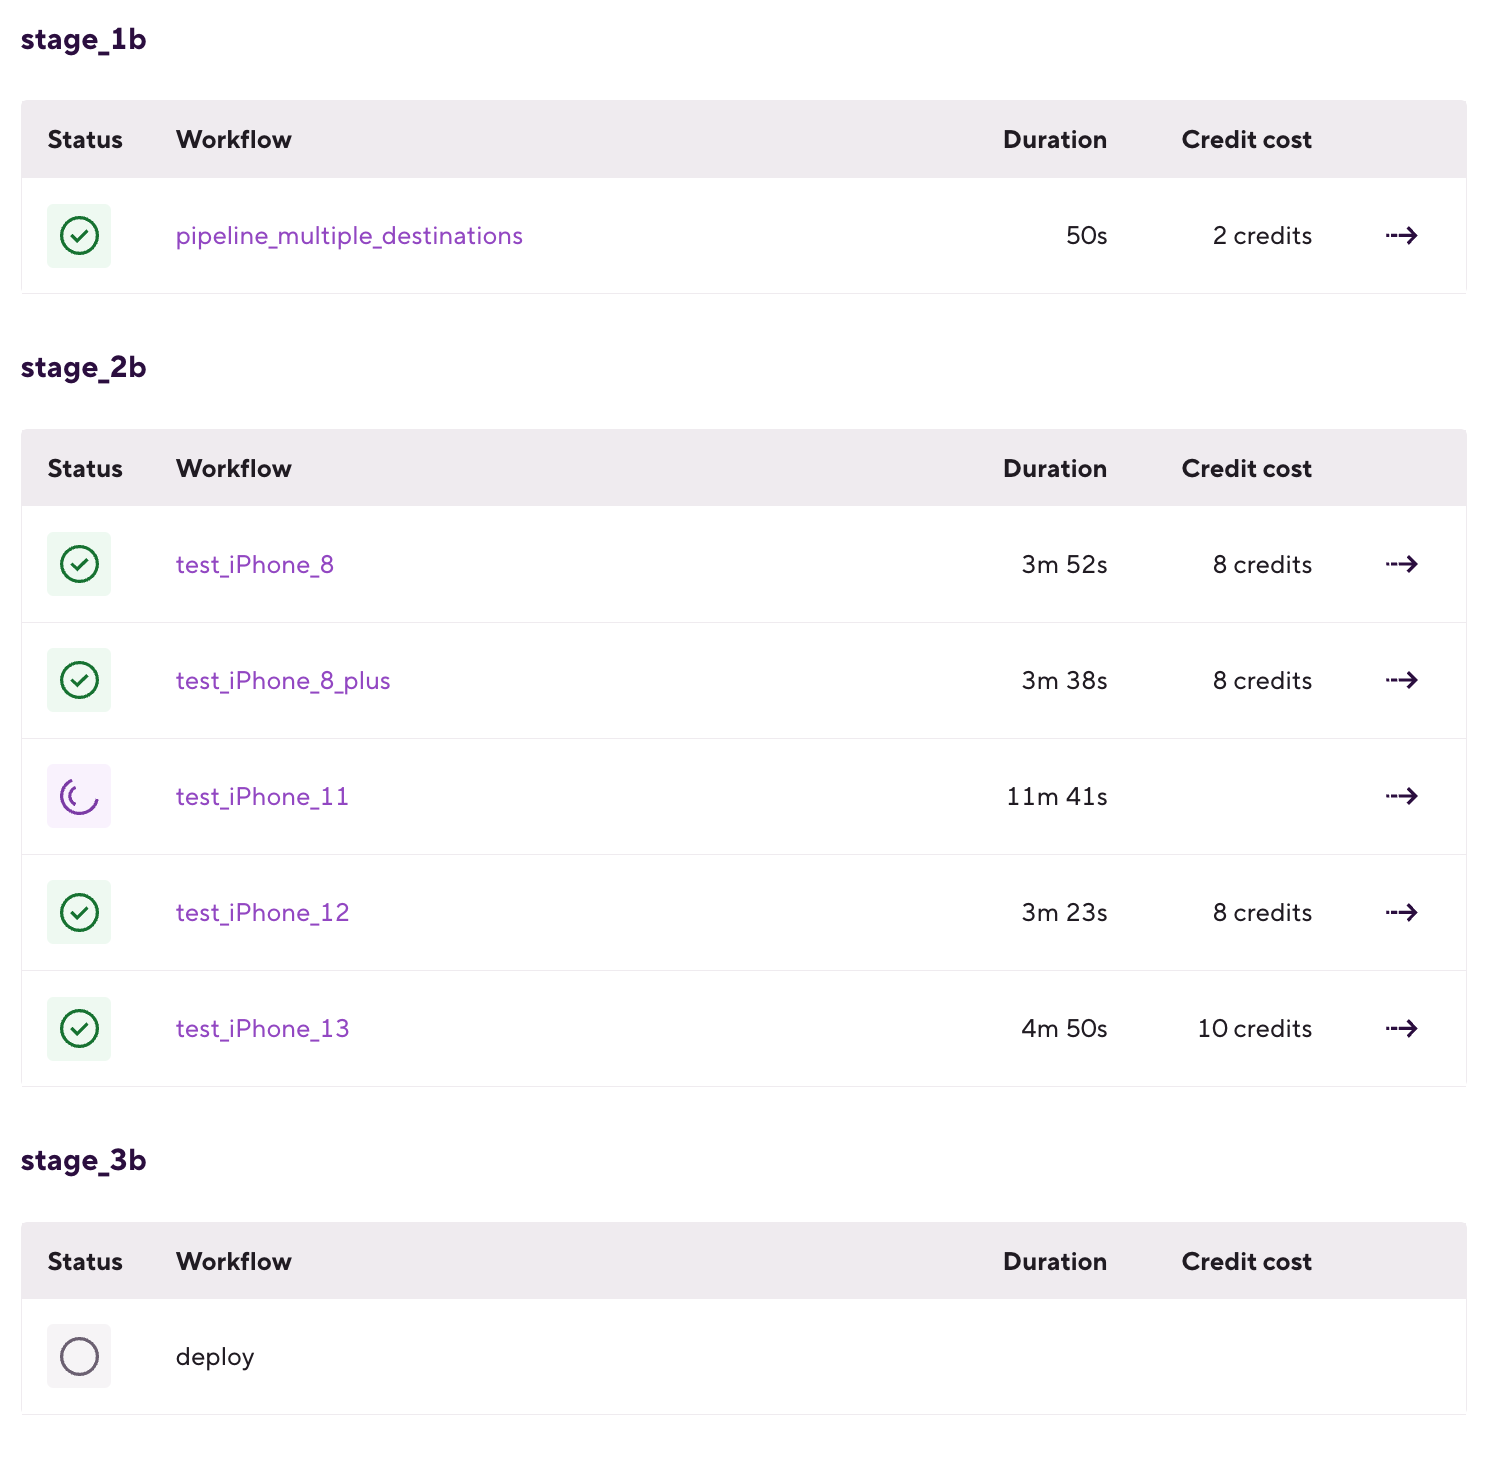 stage_1b
Status Workflow Duration Credit cost
pipeline_multiple_destinations 50s 2 credits
stage_2b
Status Workflow Duration Credit cost
test_iPhone_8 3m 52s 8 credits
test_iPhone_8_plus 3m 38s 8 credits
test_iPhone_11 11m 41s
test_iPhone_12 3m 23s 8 credits
test_iPhone_13 4m 50s 10 credits
stage_3b
Status Workflow Duration Credit cost
deploy